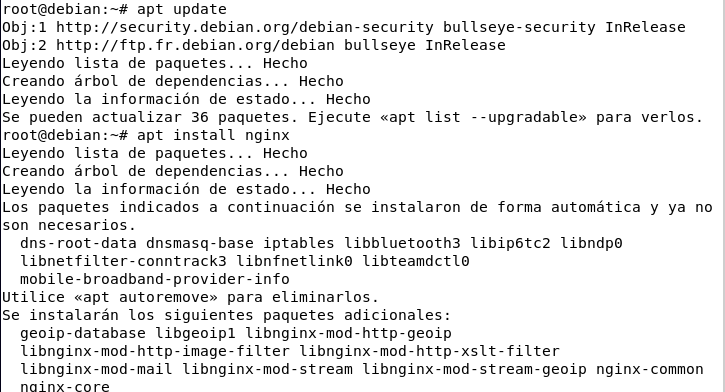 root@debian:~# apt update
Obj:1 http://security.debian.org/debian-security bullseye-security InRelease
Obj:2 http://ftp.fr.debian.org/debian bullseye InRelease
Leyendo lista de paquetes... Hecho
Creando árbol de dependencias... Hecho
Leyendo la información de estado... Hecho
Se pueden actualizar 36 paquetes. Ejecute «apt list --upgradable» para verlos.
root@debian:~# apt install nginx
Leyendo lista de paquetes... Hecho
Creando árbol de dependencias... Hecho
Leyendo la información de estado... Hecho
Los paquetes indicados a continuación se instalaron de forma automática y ya no
son necesarios.
  dns-root-data dnsmasq-base iptables libbluetooth3 libip6tc2 libndp0
  libnetfilter-conntrack3 libnfnetlink0 libteamdctl0
  mobile-broadband-provider-info
Utilice «apt autoremove» para eliminarlos.
Se instalarán los siguientes paquetes adicionales:
  geoip-database libgeoip1 libnginx-mod-http-geoip
  libnginx-mod-http-image-filter libnginx-mod-http-xslt-filter
  libnginx-mod-mail libnginx-mod-stream libnginx-mod-stream-geoip nginx-common
  nginx-core